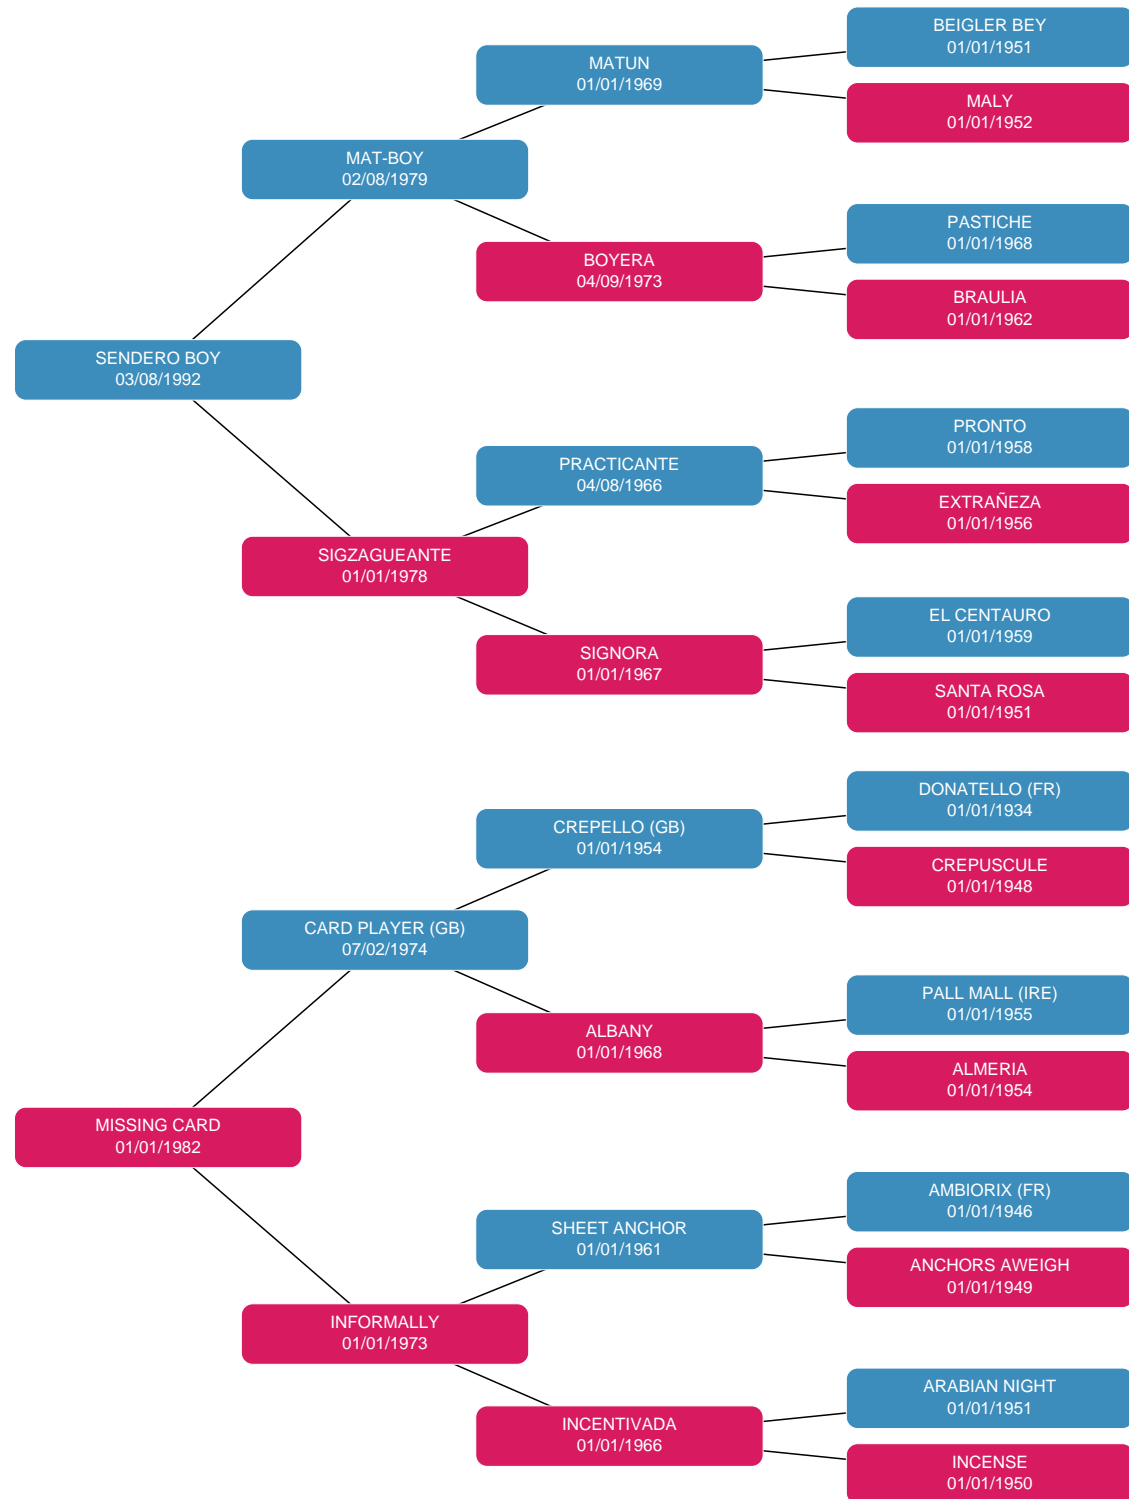 BEIGLER BEY
01/01/1951
MATUN
01/01/1969
MALY
01/01/1952
MAT-BOY
02/08/1979
PASTICHE
01/01/1968
BOYERA
04/09/1973
BRAULIA
01/01/1962
SENDERO BOY
03/08/1992
PRONTO
01/01/1958
PRACTICANTE
04/08/1966
EXTRAÑEZA
01/01/1956
SIGZAGUEANTE
01/01/1978
EL CENTAURO
01/01/1959
SIGNORA
01/01/1967
SANTA ROSA
01/01/1951
DONATELLO (FR)
01/01/1934
CREPELLO (GB)
01/01/1954
CREPUSCULE
01/01/1948
CARD PLAYER (GB)
07/02/1974
PALL MALL (IRE)
01/01/1955
ALBANY
01/01/1968
ALMERIA
01/01/1954
MISSING CARD
01/01/1982
AMBIORIX (FR)
01/01/1946
SHEET ANCHOR
01/01/1961
ANCHORS AWEIGH
01/01/1949
INFORMALLY
01/01/1973
ARABIAN NIGHT
01/01/1951
INCENTIVADA
01/01/1966
INCENSE
01/01/1950